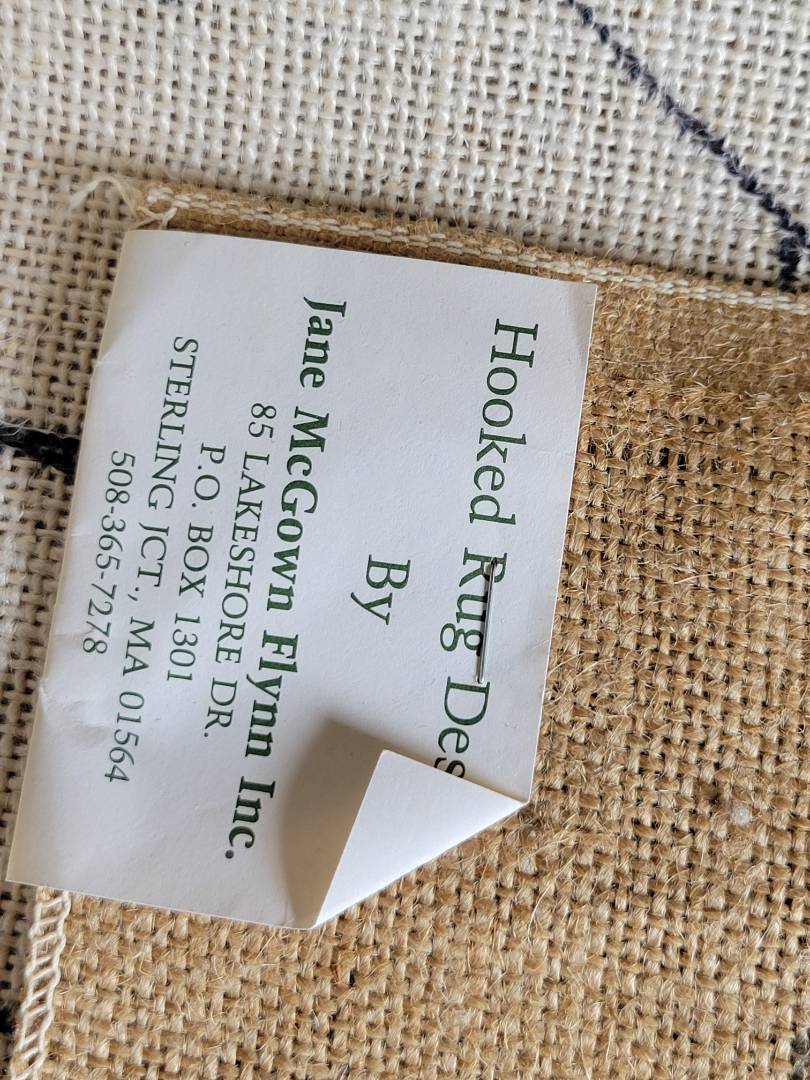 Hooked Rug Des
By
Jane McGown Flynn Inc.
85 LAKESHORE DR.
P.O. BOX 1301
STERLING JCT., MA 01564
508-365-7278